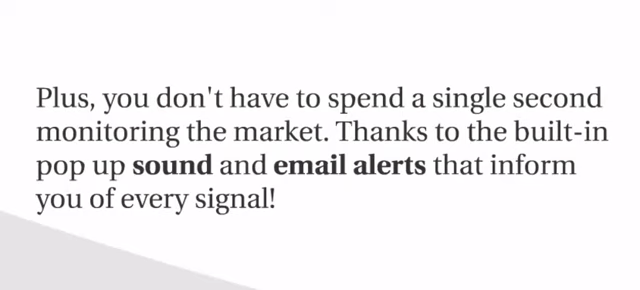 Plus, you don't have to spend a single second
monitoring the market. Thanks to the built-in
pop up sound and email alerts that inform
you of every signal!